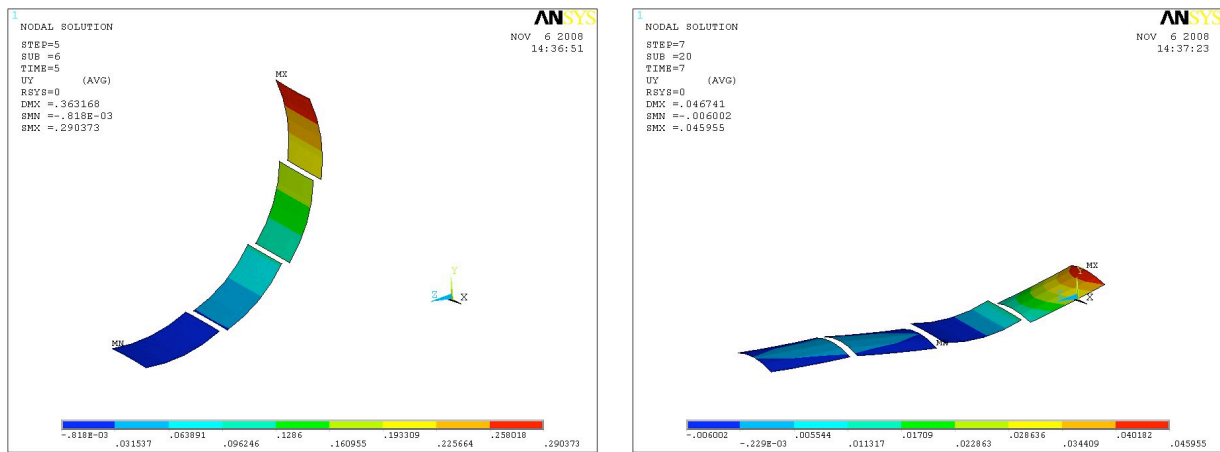 1
ANSYS
NODAL SOLUTION
NOV 6 2008
14:36:51
STEP=5
SUB =6
TIME=5
UY (AVG)
RSYS=0
DMX =.363168
SMN =-.818E-03
SMX =.290373
MX
MN
Y
Z
X
-.818E-03 .063891 .1286 .193309 .258018
.031537 .096246 .160955 .225664 .290373
1
ANSYS
NODAL SOLUTION
NOV 6 2008
14:37:23
STEP=7
SUB =20
TIME=7
UY (AVG)
RSYS=0
DMX =.046741
SMN =-.006002
SMX =.045955
MX
MN
Y
Z
X
-.006002 .005544 .01709 .028636 .040182
-.229E-03 .011317 .022863 .034409 .045955